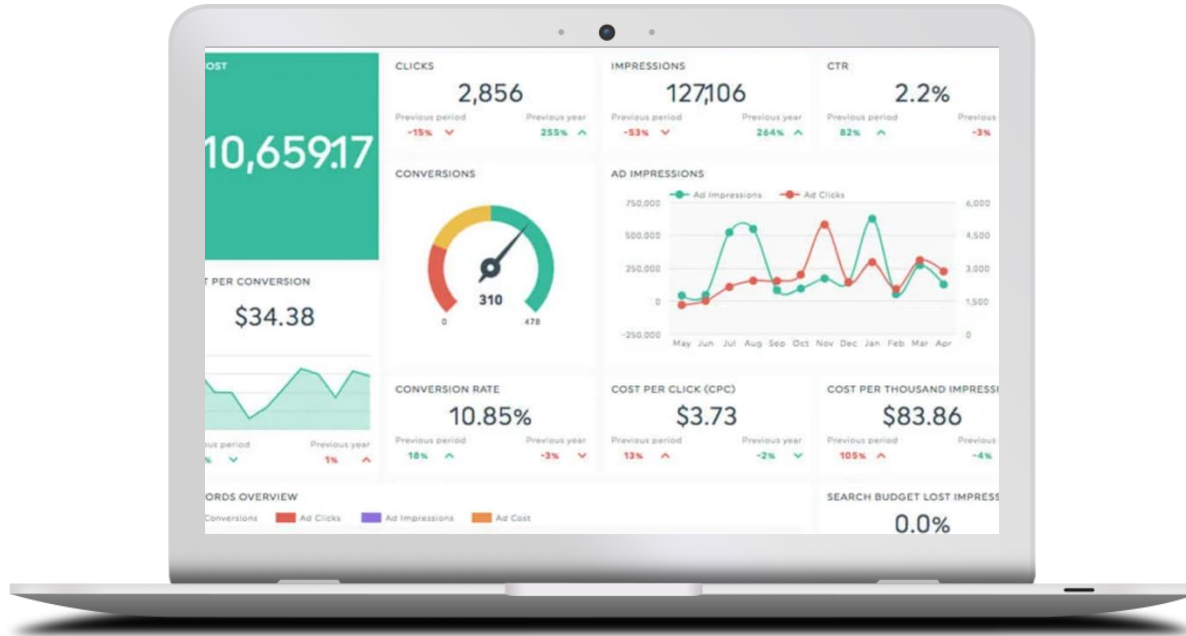 OST
10,659.17
CLICKS
2,856
Previous period Previous year
-15% 255%
IMPRESSIONS
127,106
Previous period Previous year
-53% 264%
CTR
2.2%
Previous period Previous
82% -3%
CONVERSIONS
310
0 478
AD IMPRESSIONS
Ad Impressions Ad Clicks
750,000 6,000
500,000 4,500
250,000 3,000
0 1,500
-250,000 0
May Jun Jul Aug Sep Oct Nov Dec Jan Feb Mar Apr
T PER CONVERSION
$34.38
ous period Previous year
% 1%
CONVERSION RATE
10.85%
Previous period Previous year
18% -3%
COST PER CLICK (CPC)
$3.73
Previous period Previous year
13% -2%
COST PER THOUSAND IMPRESSI
$83.86
Previous period Previous
105% -4%
ORDS OVERVIEW
Conversions Ad Clicks Ad Impressions Ad Cost
SEARCH BUDGET LOST IMPRESS
0.0%